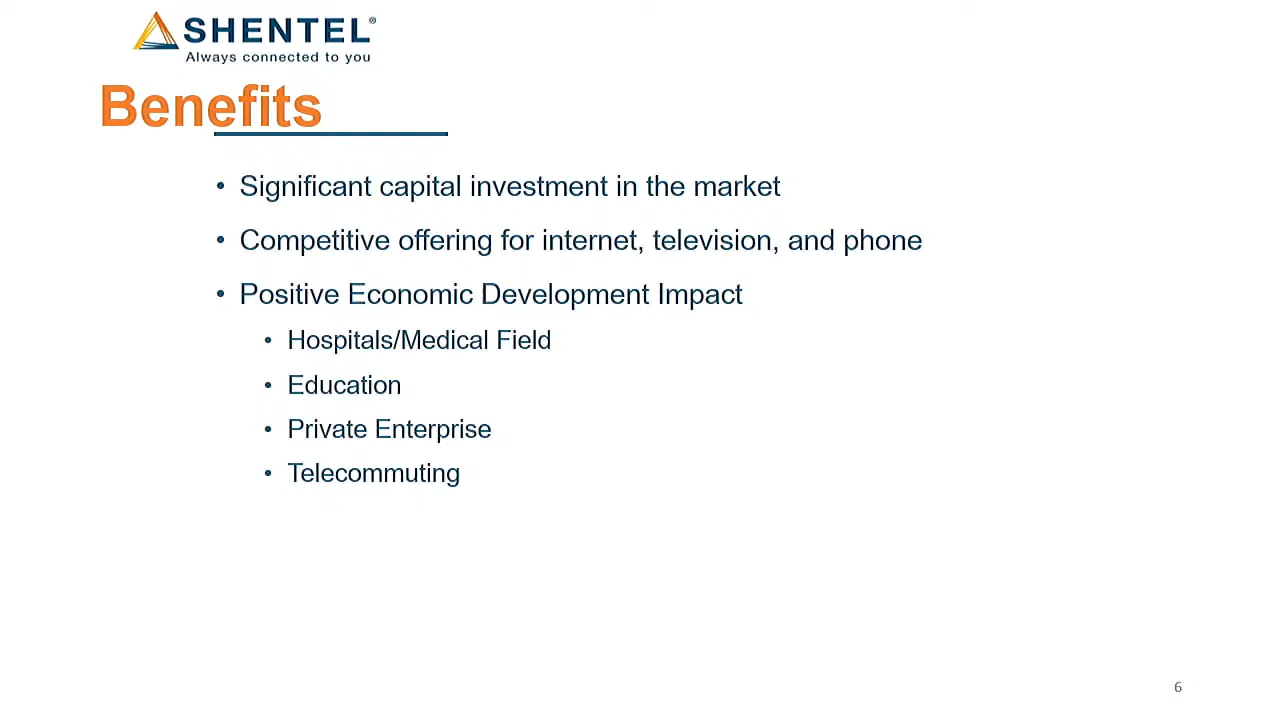 SHENTEL®
Always connected to you
Benefits
• Significant capital investment in the market
• Competitive offering for internet, television, and phone
• Positive Economic Development Impact
• Hospitals/Medical Field
• Education
• Private Enterprise
• Telecommuting
6